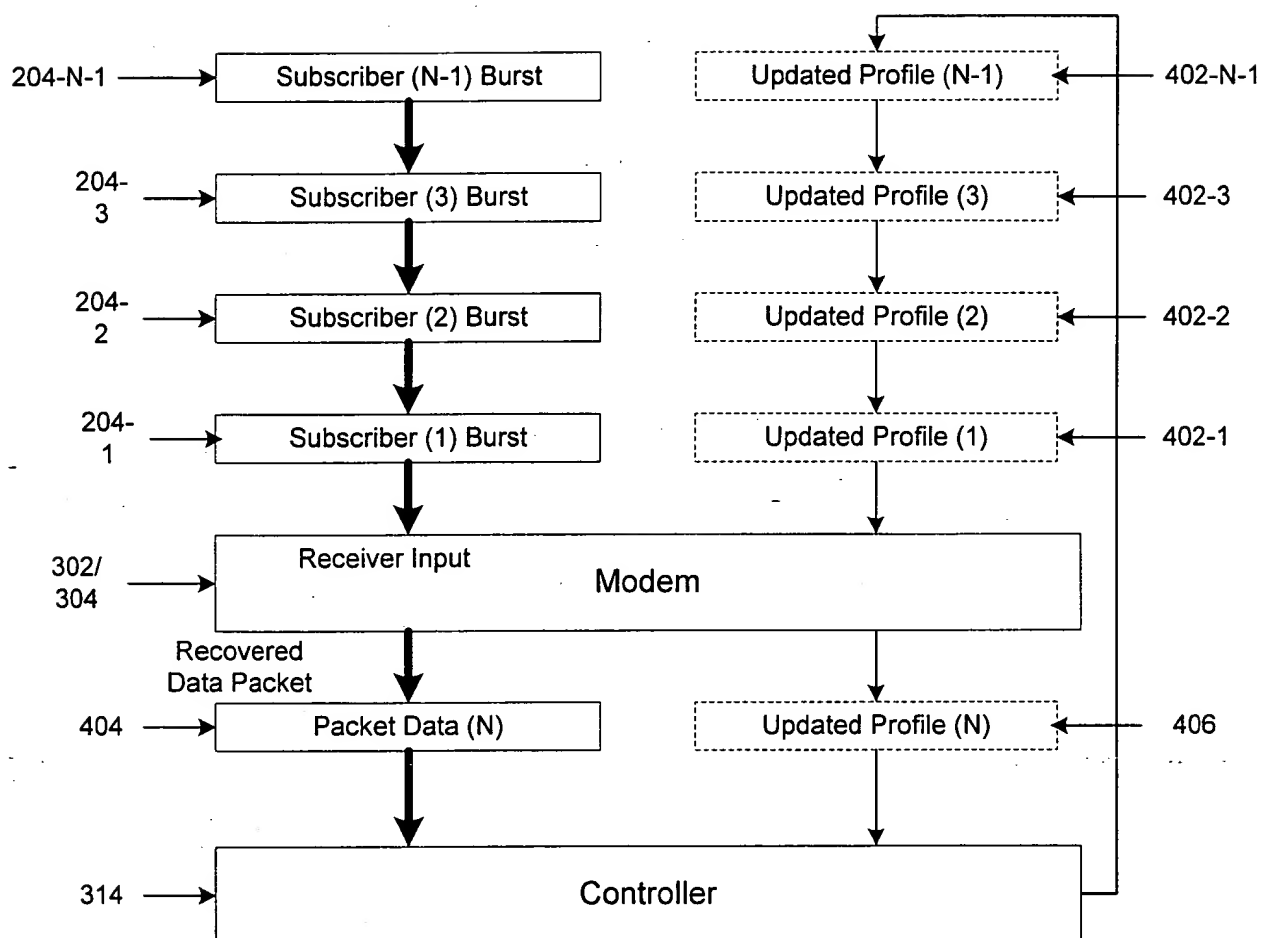 204-N-1
Subscriber (N-1) Burst
Updated Profile (N-1)
402-N-1
204-
3
Subscriber (3) Burst
Updated Profile (3)
402-3
204-
2
Subscriber (2) Burst
Updated Profile (2)
402-2
204-
1
Subscriber (1) Burst
Updated Profile (1)
402-1
302/
304
Receiver Input
Modem
Recovered
Data Packet
404
Packet Data (N)
Updated Profile (N)
406
314
Controller